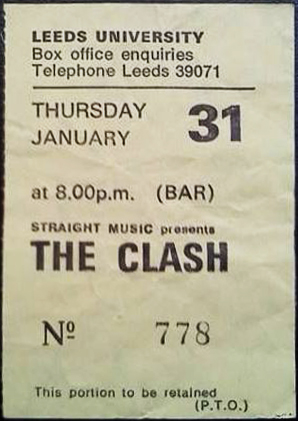 LEEDS UNIVERSITY
Box office enquiries
Telephone Leeds 39071
THURSDAY 31
JANUARY
at 8.00p.m. (BAR)
STRAIGHT MUSIC presents
THE CLASH
Nº 778
This portion to be retained
(P.T.O.)